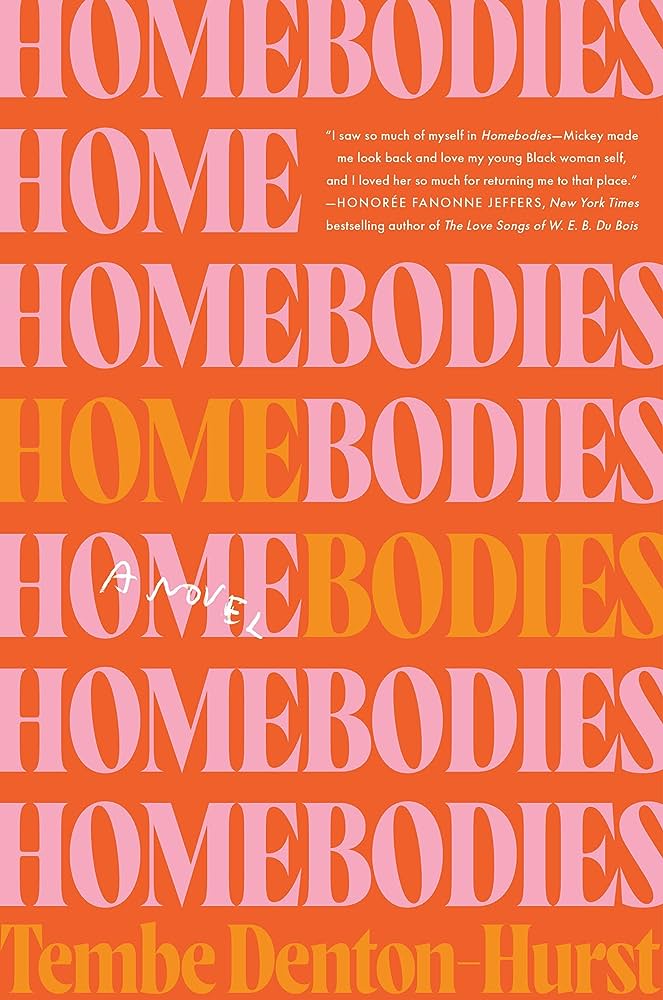 HOMEBODIES
HOME
“I saw so much of myself in Homebodies—Mickey made
me look back and love my young Black woman self,
and I loved her so much for returning me to that place.”
—HONORÉE FANONNE JEFFERS, New York Times
bestselling author of The Love Songs of W. E. B. Du Bois
HOMEBODIES
HOMEBODIES
HOMEBODIES
A NOVEL
HOMEBODIES
HOMEBODIES
Tembe Denton-Hurst